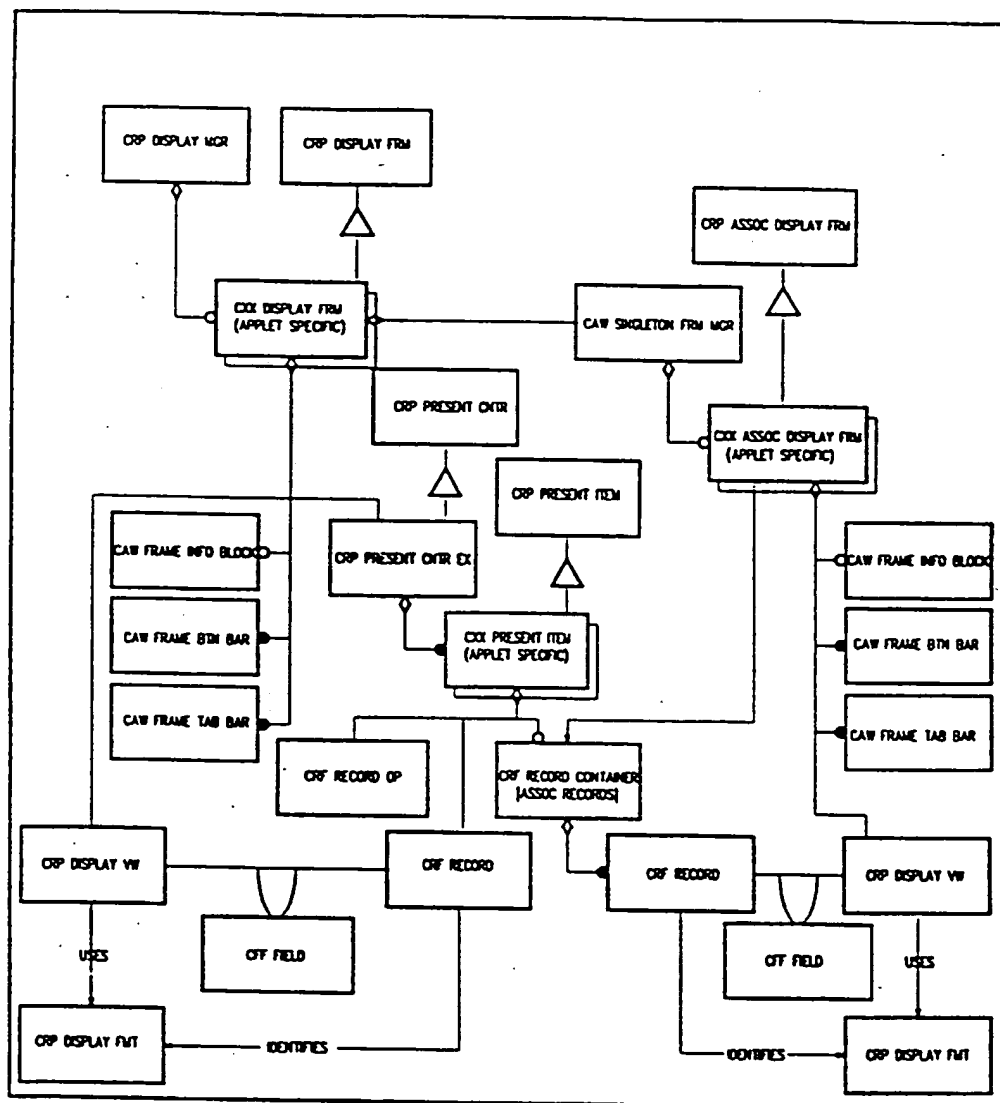 CRP DISPLAY MGR
CRP DISPLAY FRM
CRP ASSOC DISPLAY FRM
CXX DISPLAY FRM
(APPLET SPECIFIC)
CAW SINGLETON FRM MGR
CRP PRESENT CNTR
CXX ASSOC DISPLAY FRM
(APPLET SPECIFIC)
CRP PRESENT ITEM
CAW FRAME INFO BLOCK
CRP PRESENT CNTR EX
CAW FRAME INFO BLOCK
CAW FRAME BTN BAR
CXX PRESENT ITEM
(APPLET SPECIFIC)
CAW FRAME BTN BAR
CAW FRAME TAB BAR
CAW FRAME TAB BAR
CRF RECORD OP
CRF RECORD CONTAINER
[ASSOC RECORDS]
CRP DISPLAY VW
CRF RECORD
CRF RECORD
CRP DISPLAY VW
USES
CFF FIELD
CFF FIELD
USES
CRP DISPLAY FMT
IDENTIFIES
IDENTIFIES
CRP DISPLAY FMT